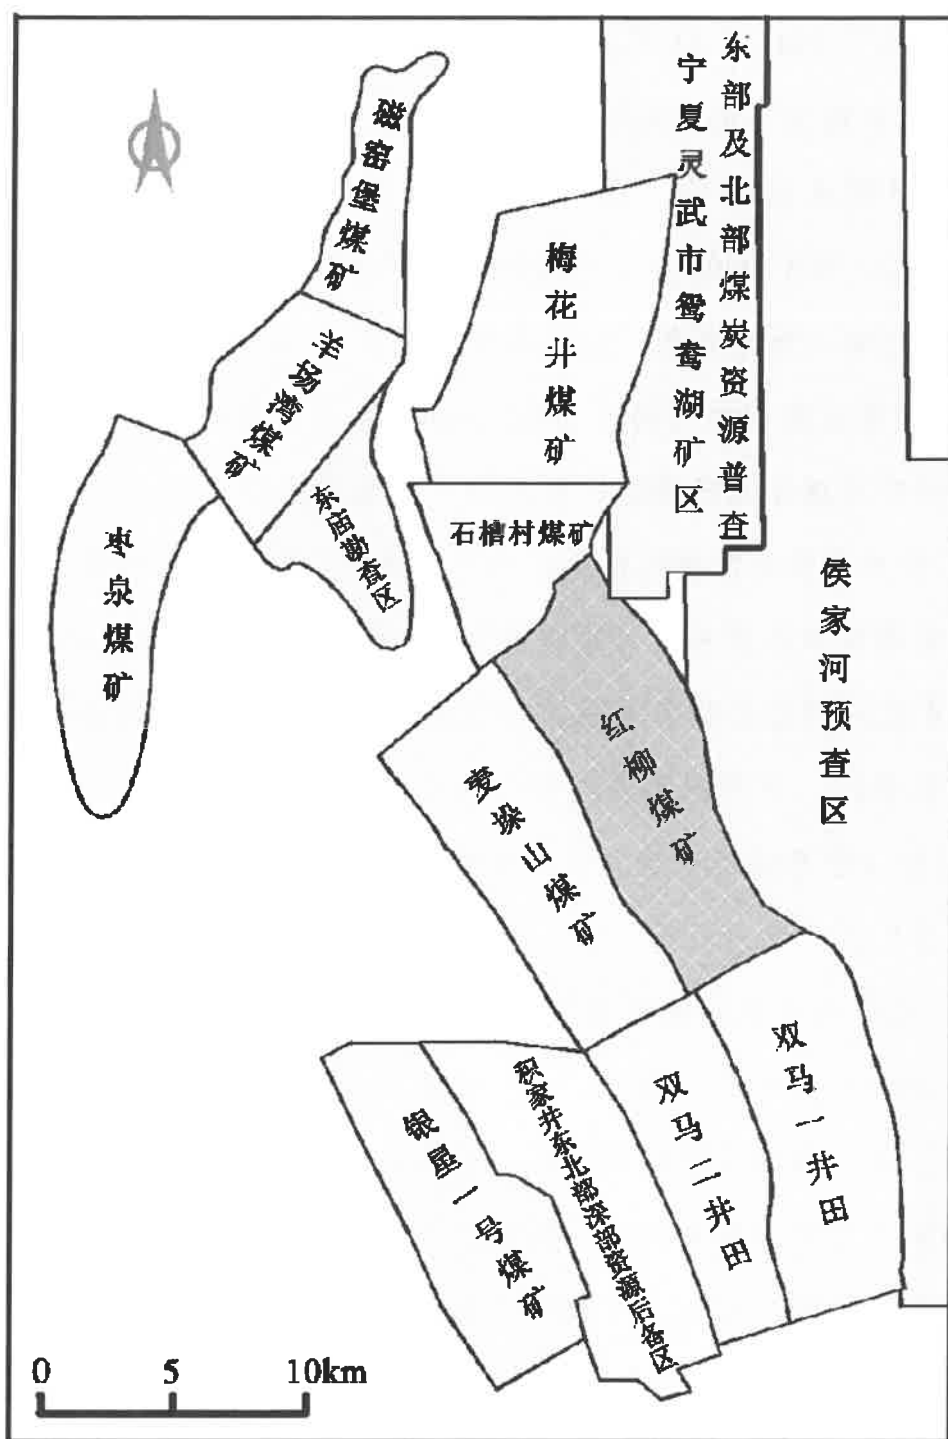 磁窑堡煤矿
羊场湾煤矿
枣泉煤矿
东庙勘查区
梅花井煤矿
宁夏灵武市鸳鸯湖矿区
东部及北部煤炭资源普查
石槽村煤矿
侯家河预查区
红柳煤矿
麦垛山煤矿
双马一井田
双马二井田
积家井东北部深部资源后备区
银星一号煤矿
0 5 10km